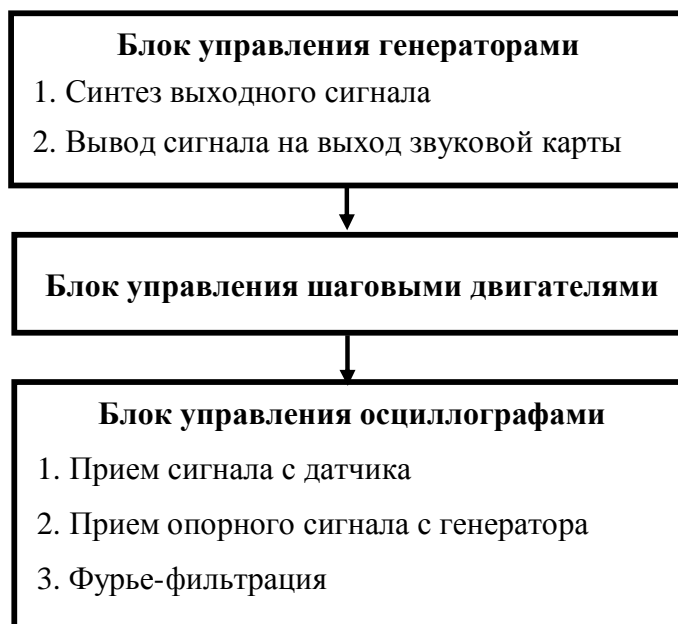 Блок управления генераторами
1. Синтез выходного сигнала
2. Вывод сигнала на выход звуковой карты
Блок управления шаговыми двигателями
Блок управления осциллографами
1. Прием сигнала с датчика
2. Прием опорного сигнала с генератора
3. Фурье-фильтрация